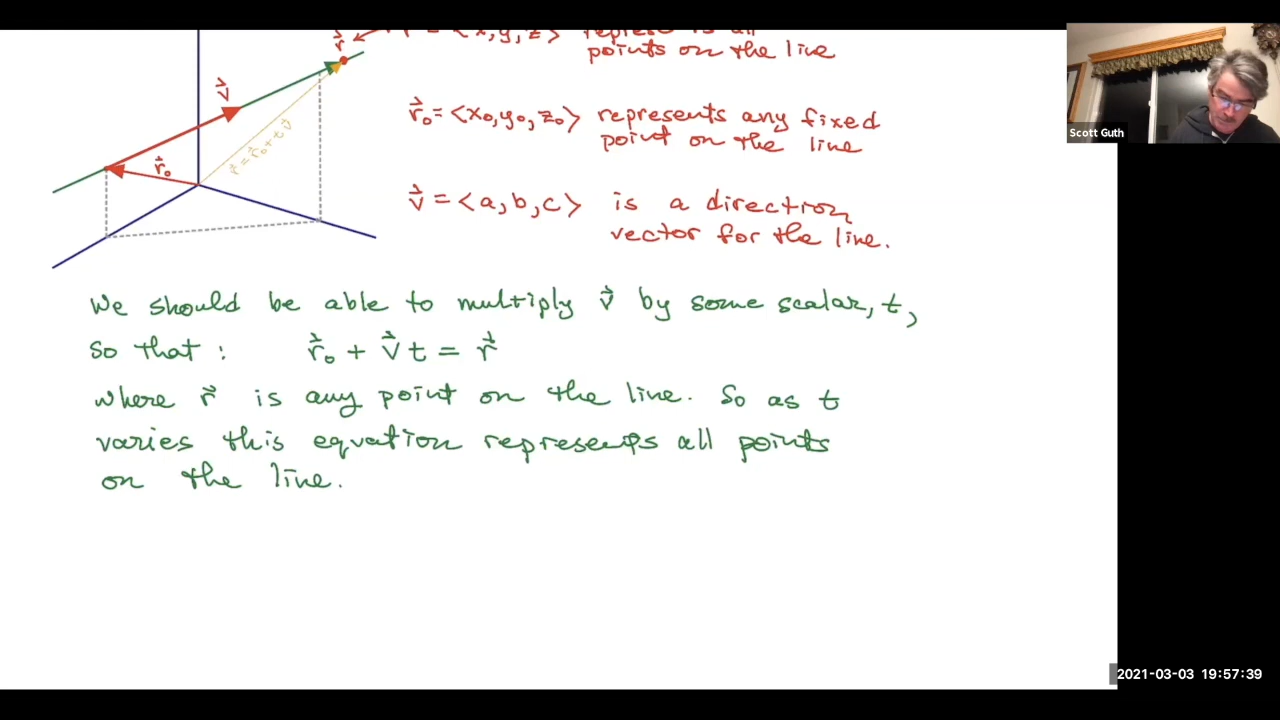 r⃗ = <x,y,z> represents all
points on the line
v⃗
r⃗
r⃗₀
r⃗ = r⃗₀ + t v⃗
r⃗₀ = <x₀, y₀, z₀> represents any fixed
point on the line
v⃗ = <a, b, c> is a direction
vector for the line.
We should be able to multiply v⃗ by some scalar, t,
so that : r⃗₀ + v⃗ t = r⃗
where r⃗ is any point on the line. So as t
varies this equation represents all points
on the line.
Scott Guth
2021-03-03 19:57:39